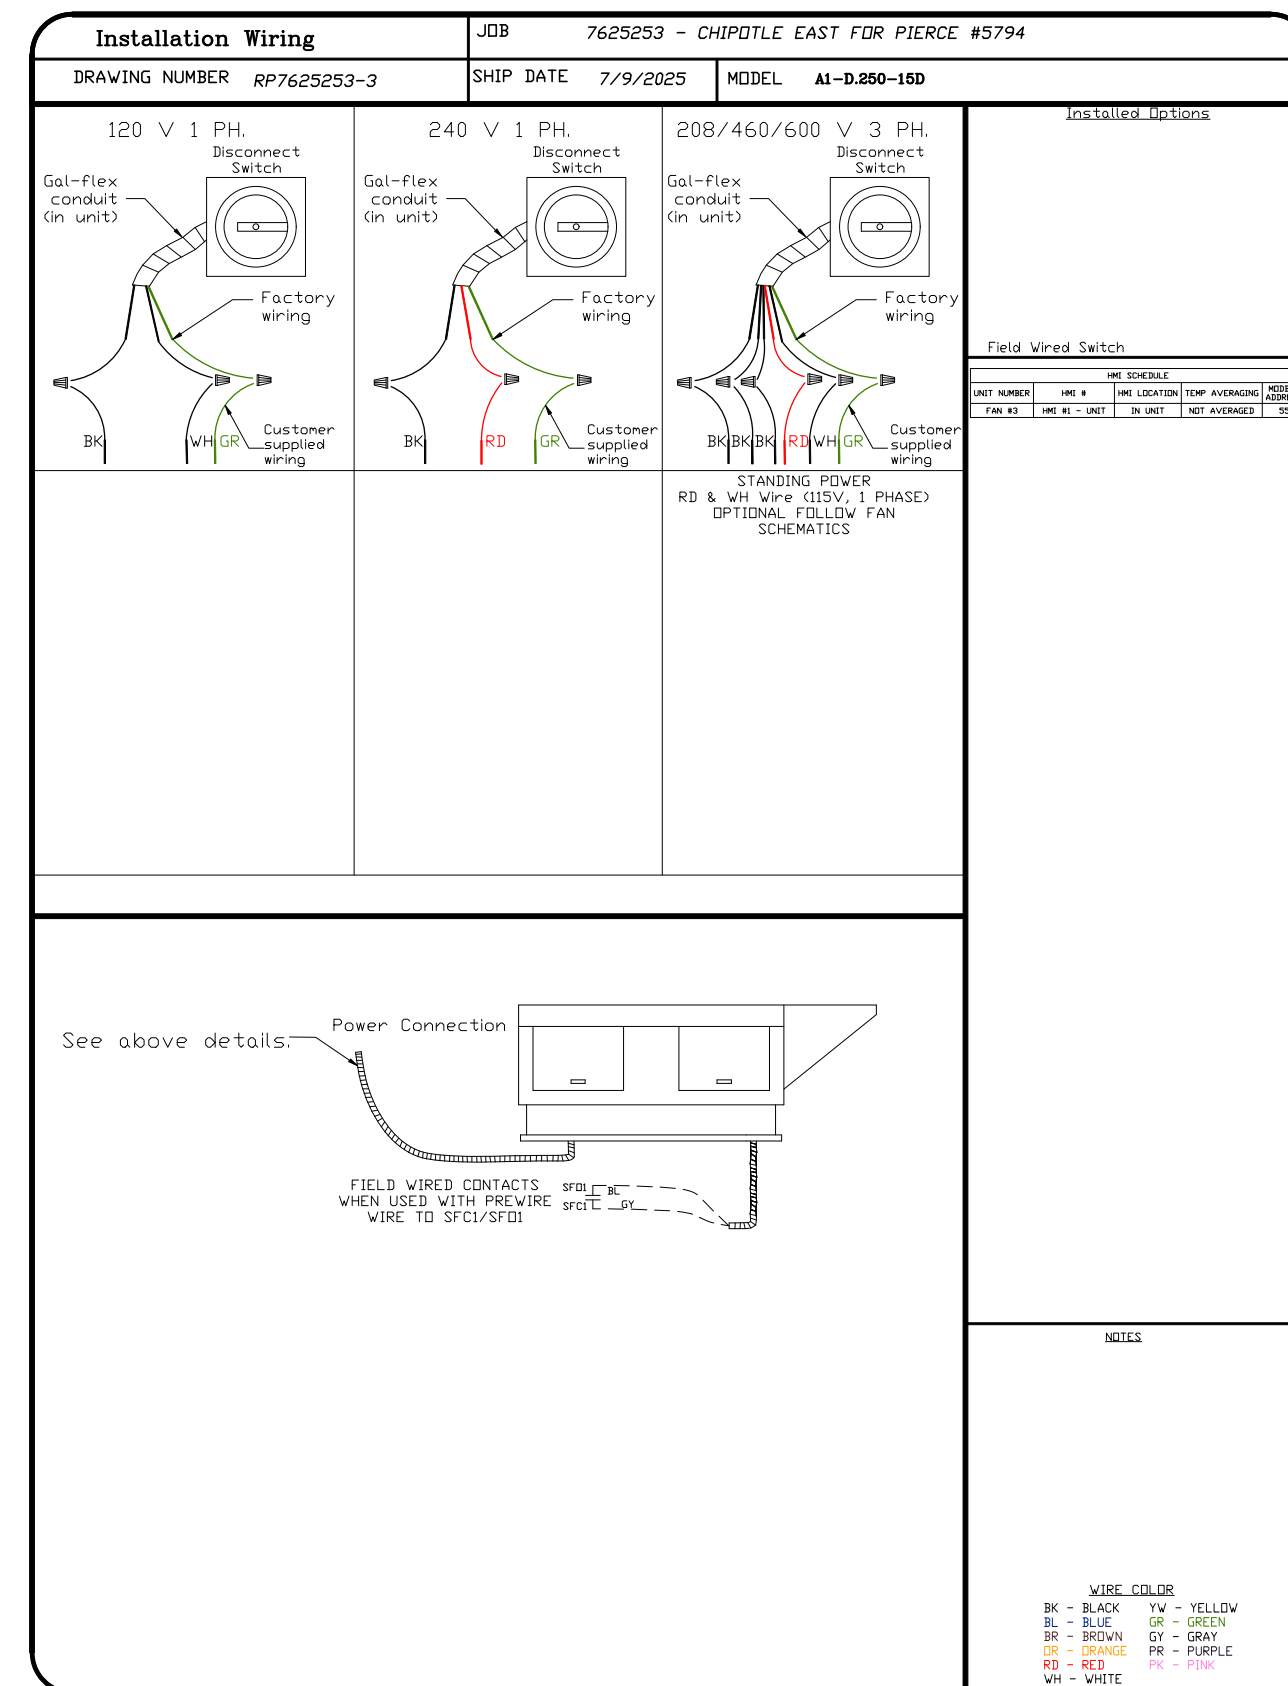 Installation Wiring
JOB 7625253 - CHIPOTLE EAST FOR PIERCE #5794
DRAWING NUMBER RP7625253-3
SHIP DATE 7/9/2025
MODEL A1-D.250-15D
120 V 1 PH.
Disconnect
Switch
Gal-flex
conduit
(in unit)
Factory
wiring
BK
WH
GR
Customer
supplied
wiring
240 V 1 PH.
Disconnect
Switch
Gal-flex
conduit
(in unit)
Factory
wiring
BK
RD
GR
Customer
supplied
wiring
208/460/600 V 3 PH.
Disconnect
Switch
Gal-flex
conduit
(in unit)
Factory
wiring
BK
BK
BK
RD
WH
GR
Customer
supplied
wiring
STANDING POWER
RD & WH Wire (115V, 1 PHASE)
OPTIONAL FOLLOW FAN
SCHEMATICS
Installed Options
Field Wired Switch
HMI SCHEDULE
UNIT NUMBER HMI # HMI LOCATION TEMP AVERAGING
FAN #3 HMI #1 - UNIT IN UNIT NOT AVERAGED 55
See above details.
Power Connection
FIELD WIRED CONTACTS
WHEN USED WITH PREWIRE
WIRE TO SFC1/SFO1
SFO1
BL
SFC1
GY
NOTES
WIRE COLOR
BK - BLACK YW - YELLOW
BL - BLUE GR - GREEN
BR - BROWN GY - GRAY
OR - ORANGE PR - PURPLE
RD - RED PK - PINK
WH - WHITE